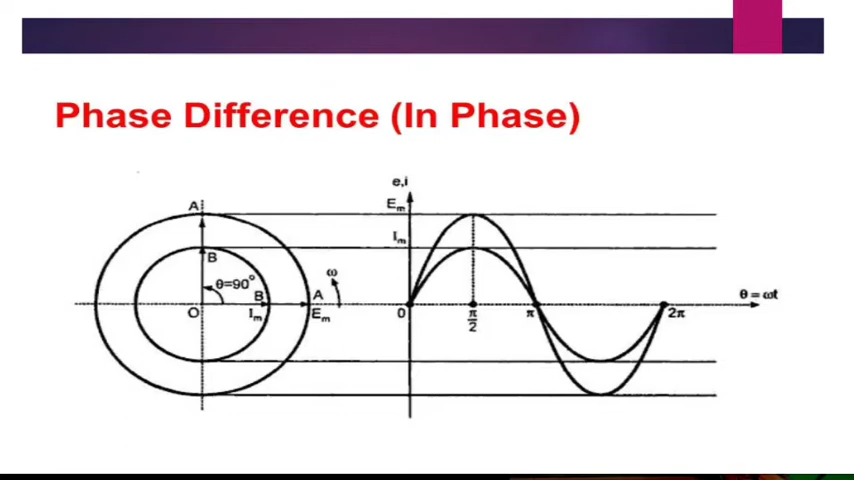 Phase Difference (In Phase)
e,i
A
Em
Im
B
θ=90°
ω
B
A
θ = ωt
O
Im
Em
0
π/2
π
2π